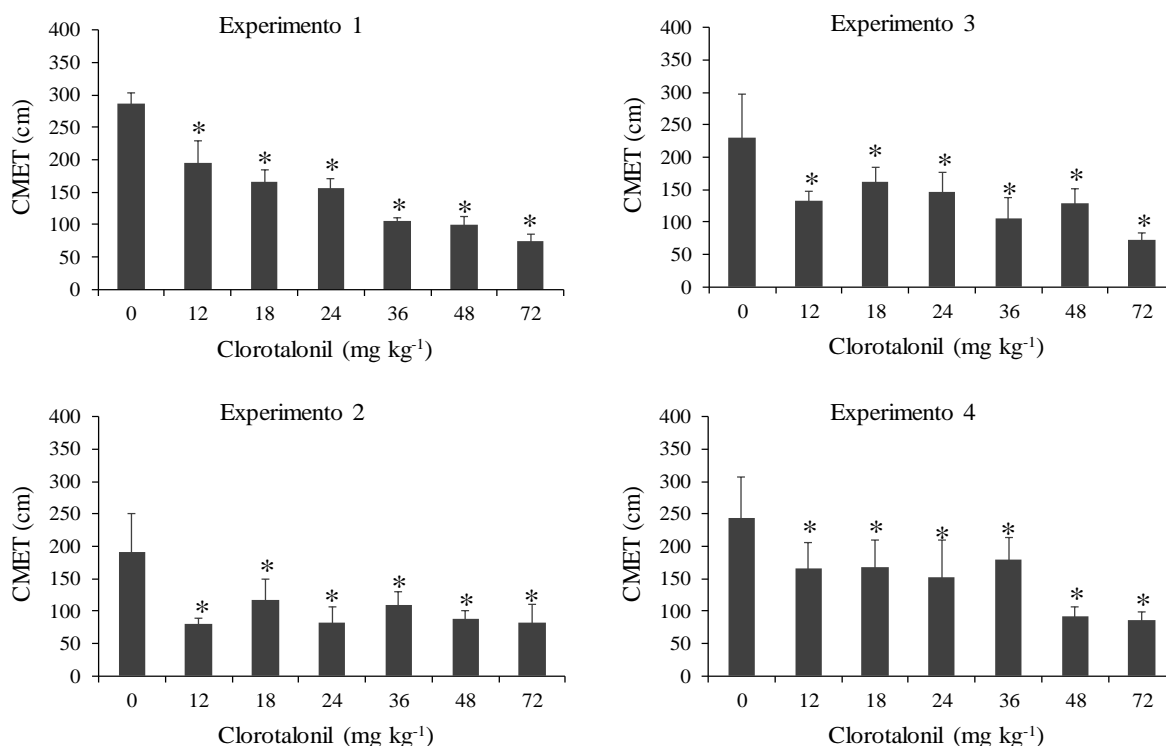 Experimento 1
CMET (cm)
400
350
300
250
200
150
100
50
0
* * * * * *
0 12 18 24 36 48 72
Clorotalonil (mg kg⁻¹)
Experimento 3
CMET (cm)
400
350
300
250
200
150
100
50
0
* * * * * *
0 12 18 24 36 48 72
Clorotalonil (mg kg⁻¹)
Experimento 2
CMET (cm)
400
350
300
250
200
150
100
50
0
* * * * * *
0 12 18 24 36 48 72
Clorotalonil (mg kg⁻¹)
Experimento 4
CMET (cm)
400
350
300
250
200
150
100
50
0
* * * * * *
0 12 18 24 36 48 72
Clorotalonil (mg kg⁻¹)